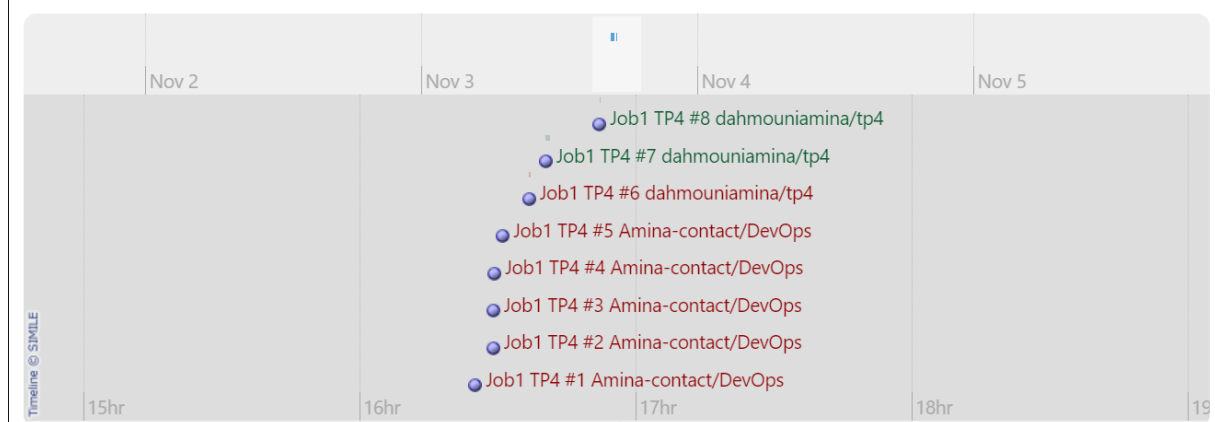 Nov 2
Nov 3
Nov 4
Nov 5
Job1 TP4 #8 dahmouniamina/tp4
Job1 TP4 #7 dahmouniamina/tp4
Job1 TP4 #6 dahmouniamina/tp4
Job1 TP4 #5 Amina-contact/DevOps
Job1 TP4 #4 Amina-contact/DevOps
Job1 TP4 #3 Amina-contact/DevOps
Job1 TP4 #2 Amina-contact/DevOps
Job1 TP4 #1 Amina-contact/DevOps
Timeline © SIMILE
15hr
16hr
17hr
18hr
19